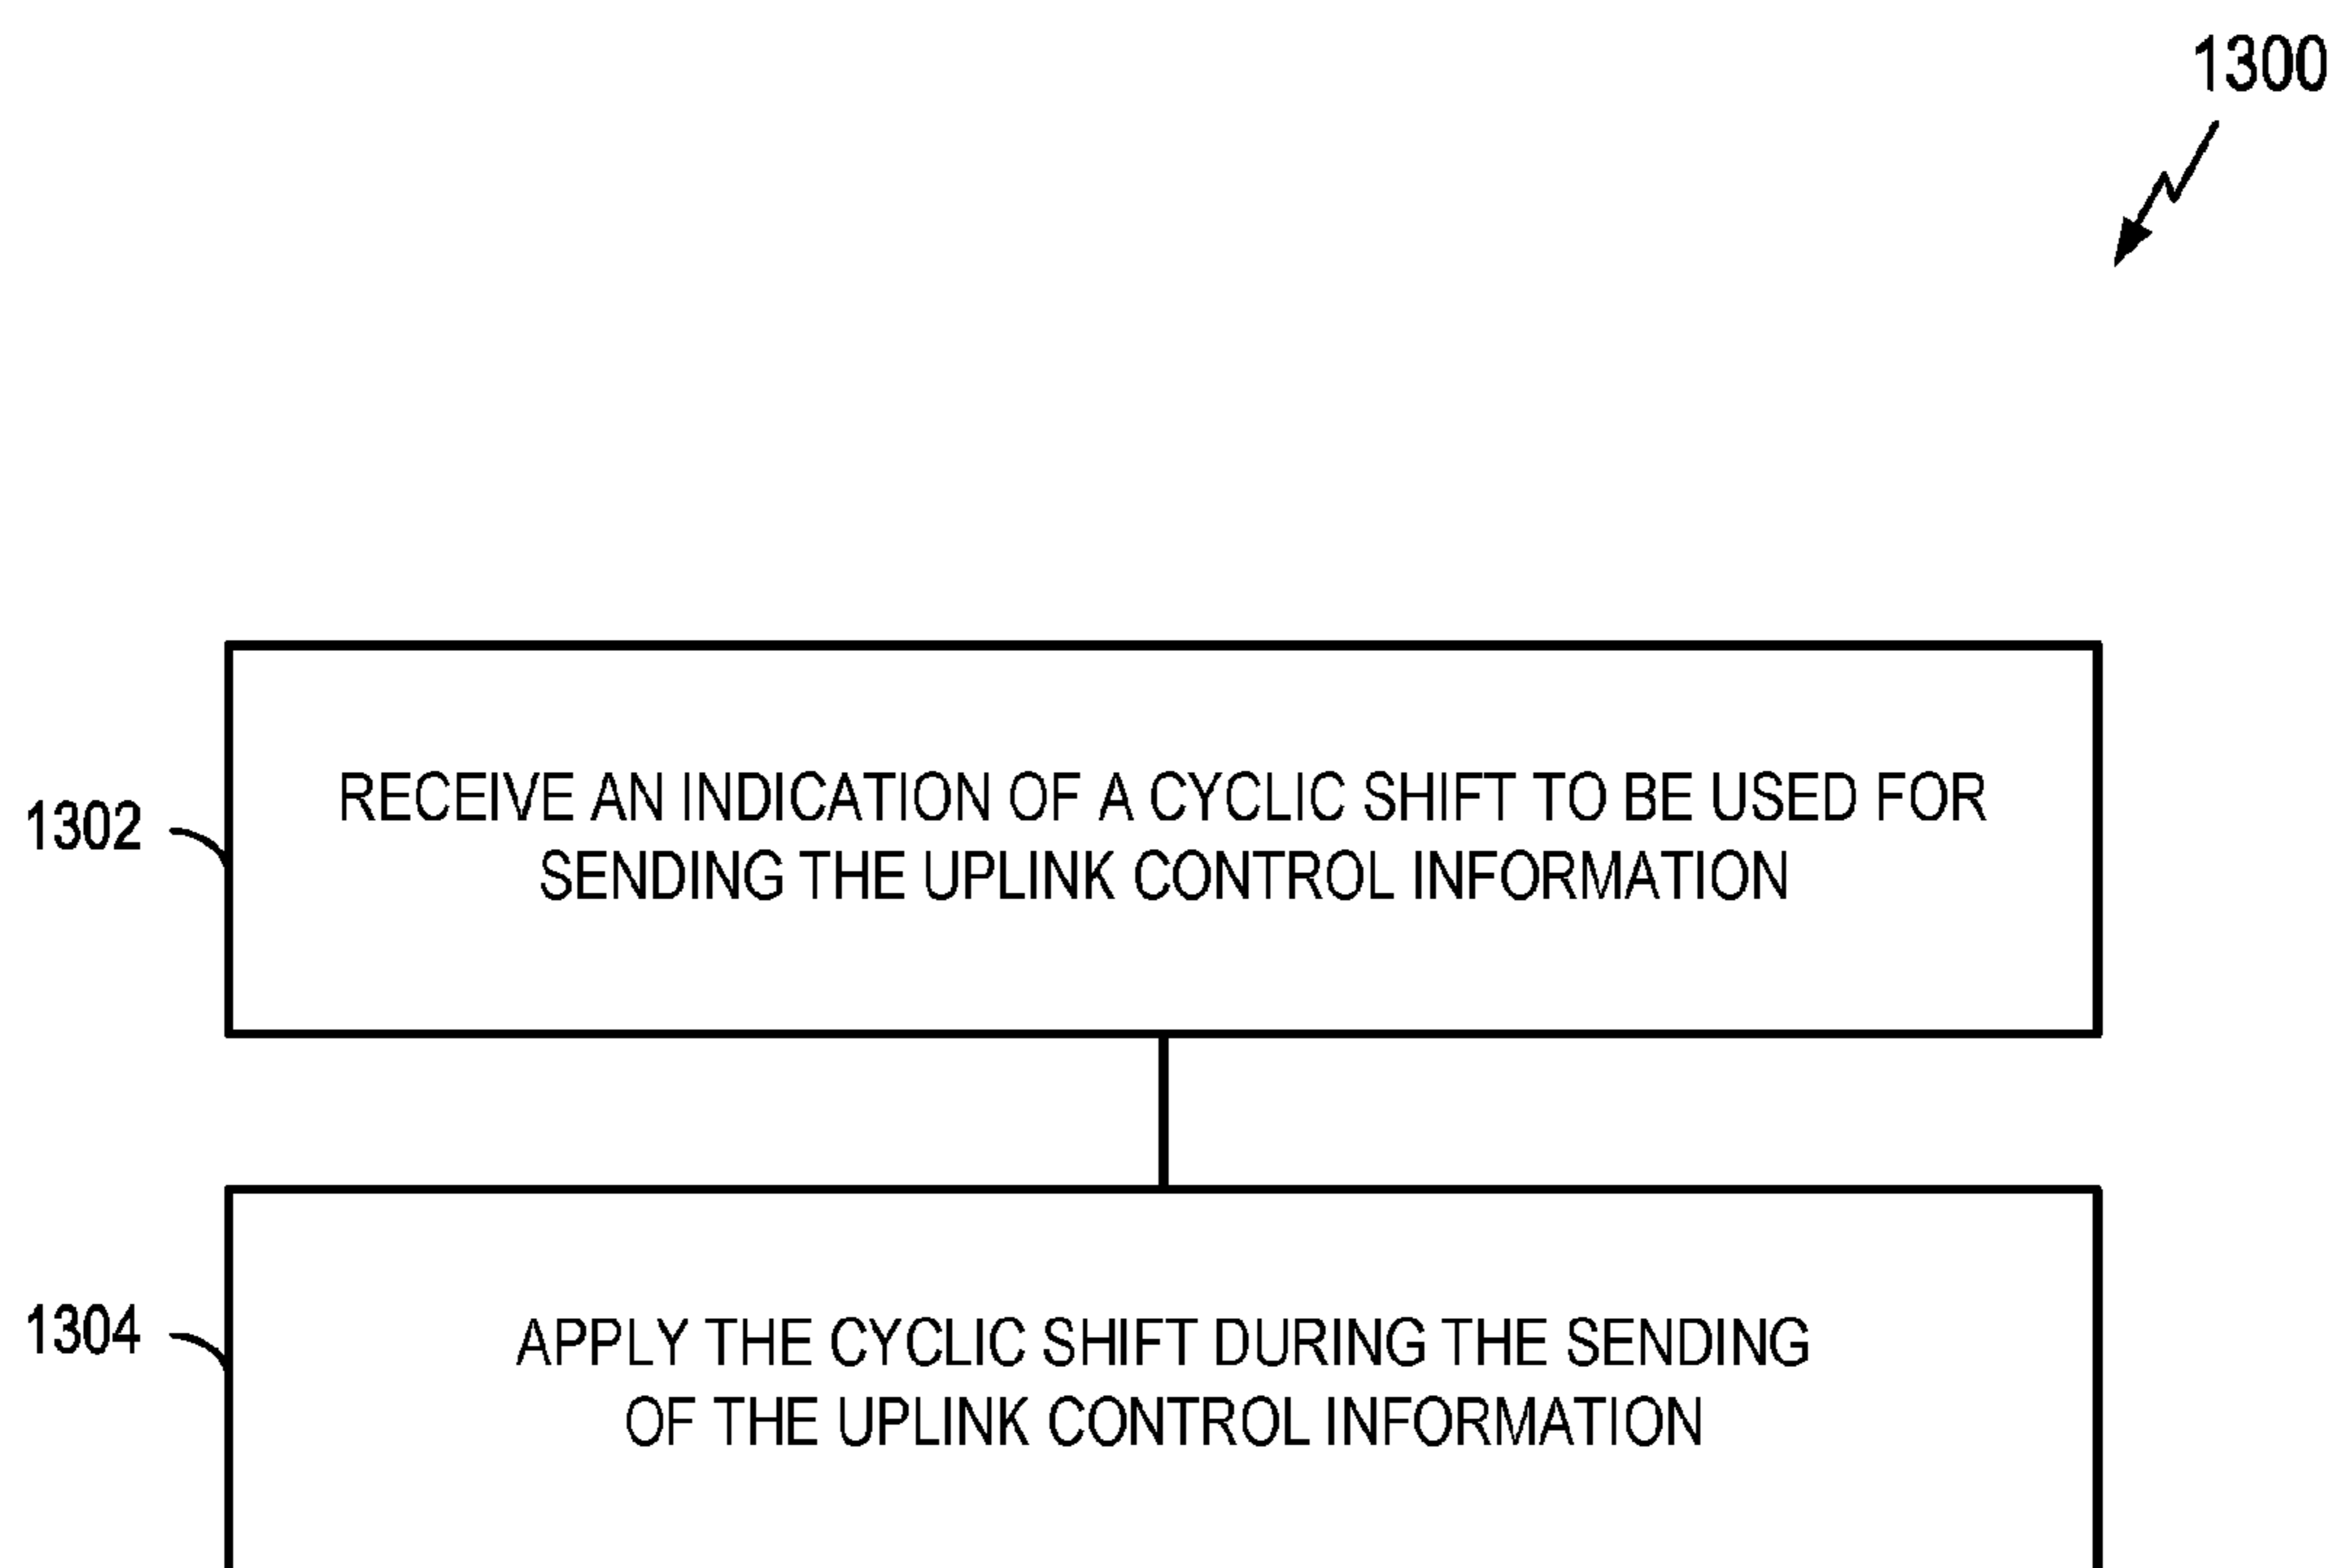 1300
1302
RECEIVE AN INDICATION OF A CYCLIC SHIFT TO BE USED FOR
SENDING THE UPLINK CONTROL INFORMATION
1304
APPLY THE CYCLIC SHIFT DURING THE SENDING
OF THE UPLINK CONTROL INFORMATION